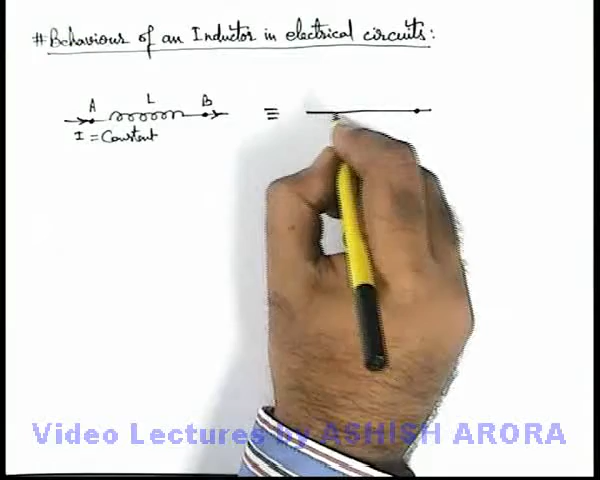 # Behaviour of an Inductor in electrical circuits:
A L B ≡
I = Constant
Video Lectures by ASHISH ARORA